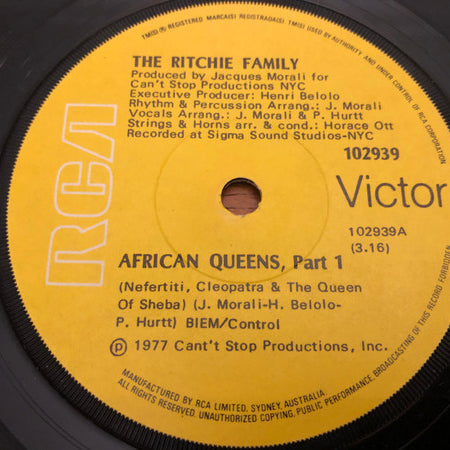 TMK(S) ® REGISTERED MARCA(S) REGISTRADA(S). TM(S) USED BY AUTHORITY AND UNDER CONTROL OF RCA CORPORATION
THE RITCHIE FAMILY
Produced by Jacques Morali for
Can't Stop Productions NYC
Executive Producer: Henri Belolo
Rhythm & Percussion Arrang.: J. Morali
Vocals Arrang.: J. Morali & P. Hurtt
Strings & Horns arr. & cond.: Horace Ott
Recorded at Sigma Sound Studios-NYC
102939
RCA
Victor
102939A
(3.16)
AFRICAN QUEENS, Part 1
(Nefertiti, Cleopatra & The Queen
Of Sheba) (J. Morali-H. Belolo-
P. Hurtt) BIEM/Control
Ⓟ 1977 Cant't Stop Productions, Inc.
MANUFACTURED BY RCA LIMITED, SYDNEY, AUSTRALIA.
ALL RIGHTS RESERVED. UNAUTHORIZED COPYING, PUBLIC PERFORMANCE, BROADCASTING OF THIS RECORD FORBIDDEN